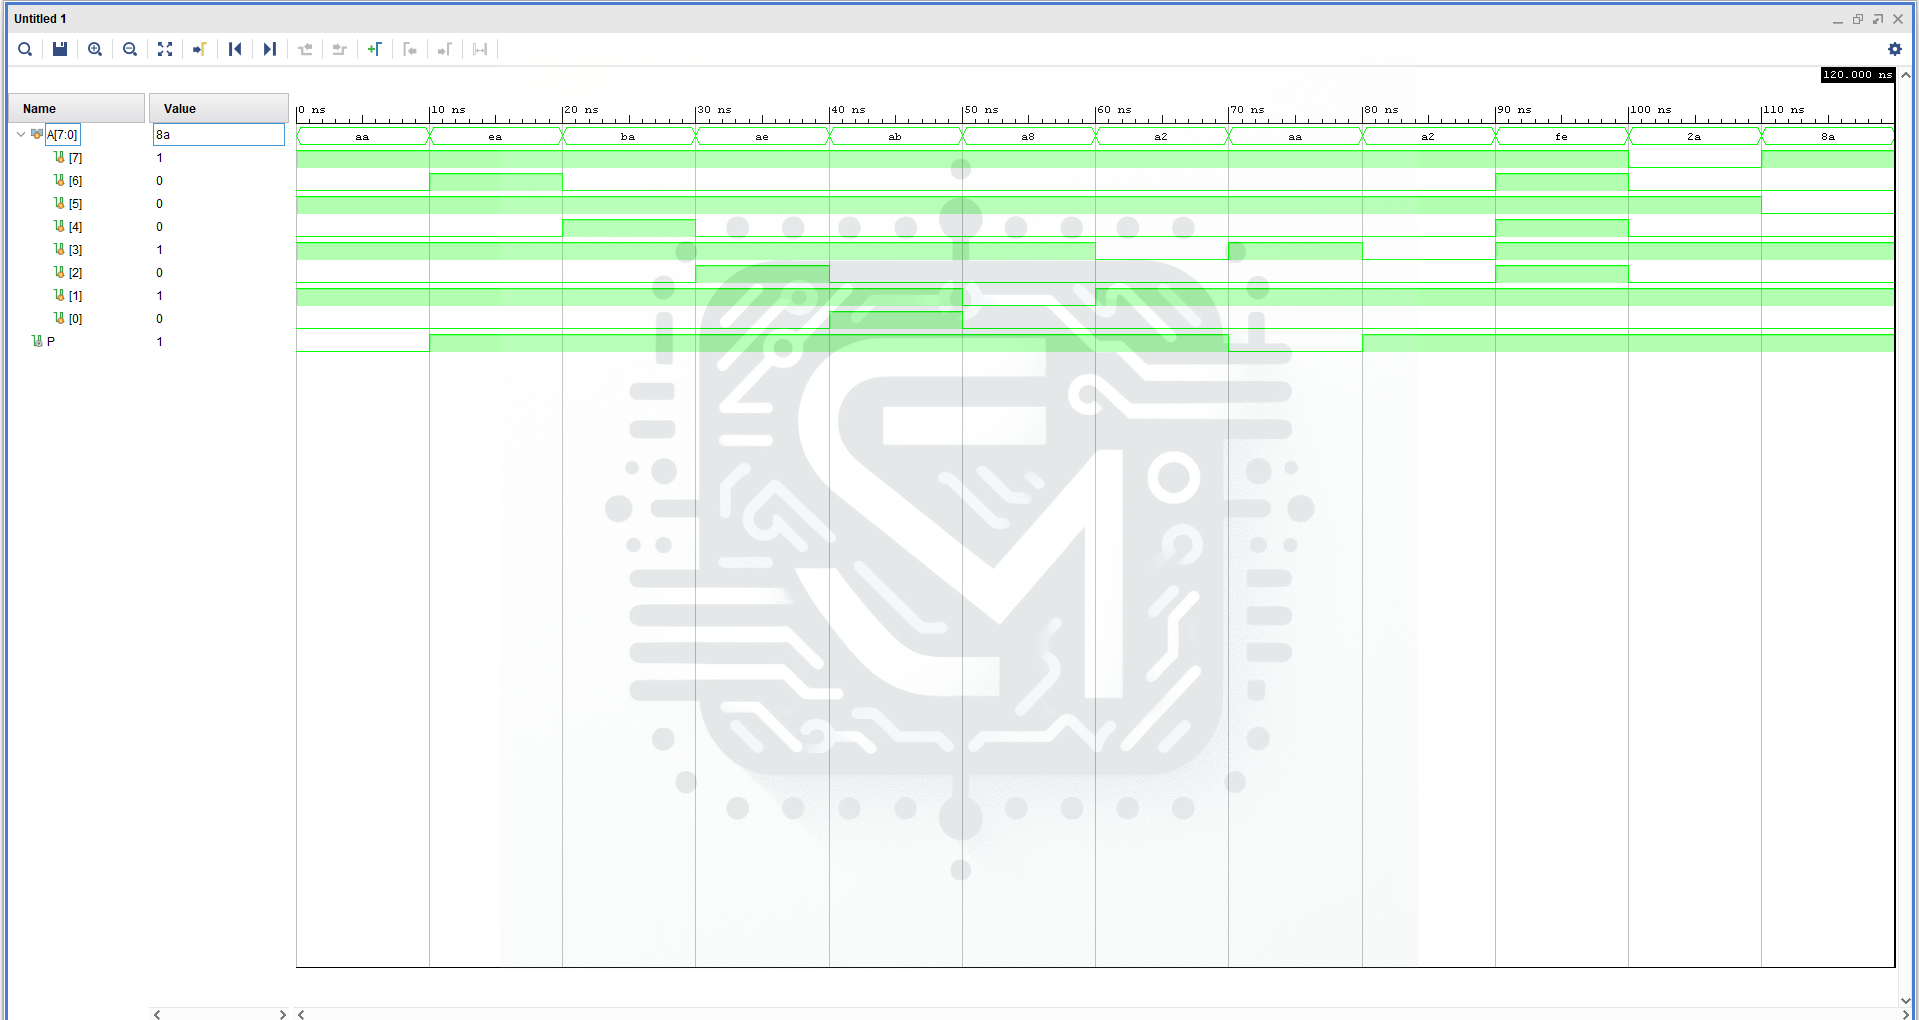 Untitled 1
120.000 ns
Name Value
0 ns 10 ns 20 ns 30 ns 40 ns 50 ns 60 ns 70 ns 80 ns 90 ns 100 ns 110 ns
A[7:0] 8a aa ea ba ae ab a8 a2 aa a2 fe 2a 8a
[7] 1
[6] 0
[5] 0
[4] 0
[3] 1
[2] 0
[1] 1
[0] 0
P 1